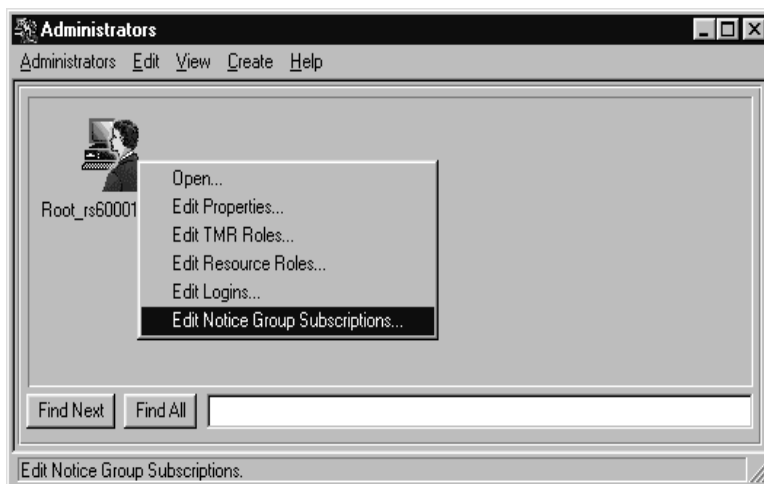 Administrators
Administrators Edit View Create Help
Open...
Edit Properties...
Root_rs60001
Edit TMR Roles...
Edit Resource Roles...
Edit Logins...
Edit Notice Group Subscriptions...
Find Next Find All
Edit Notice Group Subscriptions.